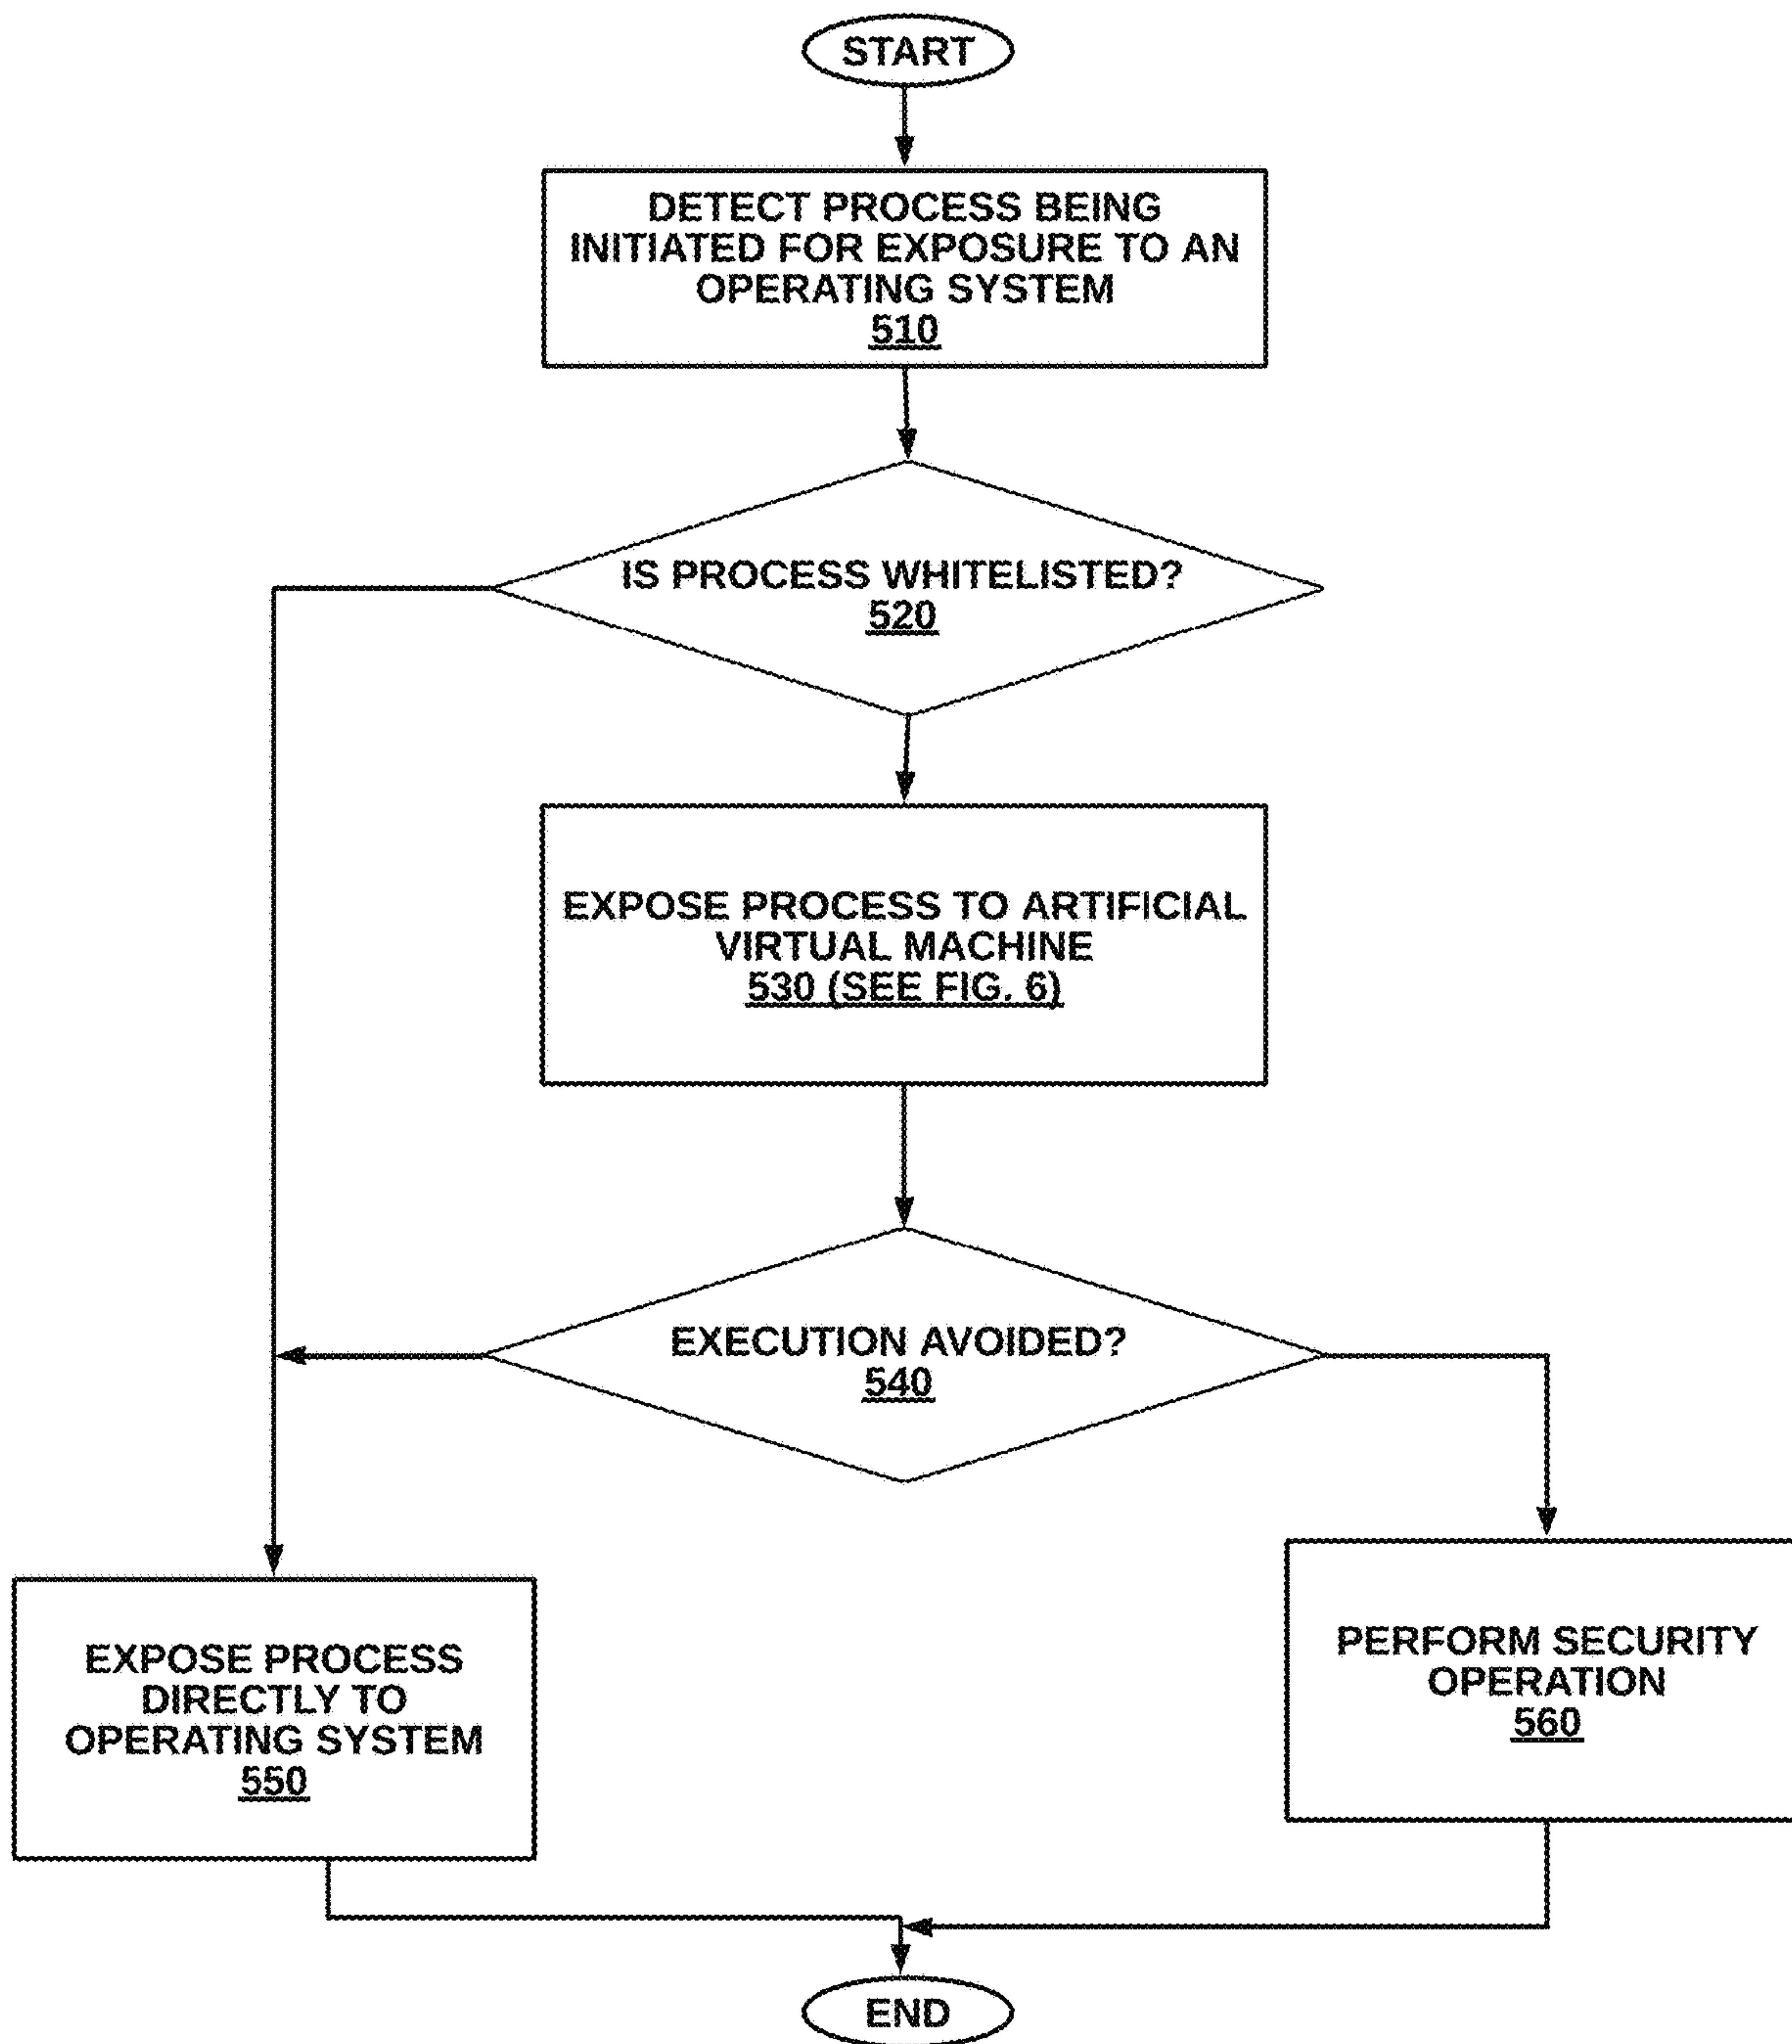 START
DETECT PROCESS BEING
INITIATED FOR EXPOSURE TO AN
OPERATING SYSTEM
510
IS PROCESS WHITELISTED?
520
EXPOSE PROCESS TO ARTIFICIAL
VIRTUAL MACHINE
530 (SEE FIG. 6)
EXECUTION AVOIDED?
540
EXPOSE PROCESS
DIRECTLY TO
OPERATING SYSTEM
550
PERFORM SECURITY
OPERATION
560
END